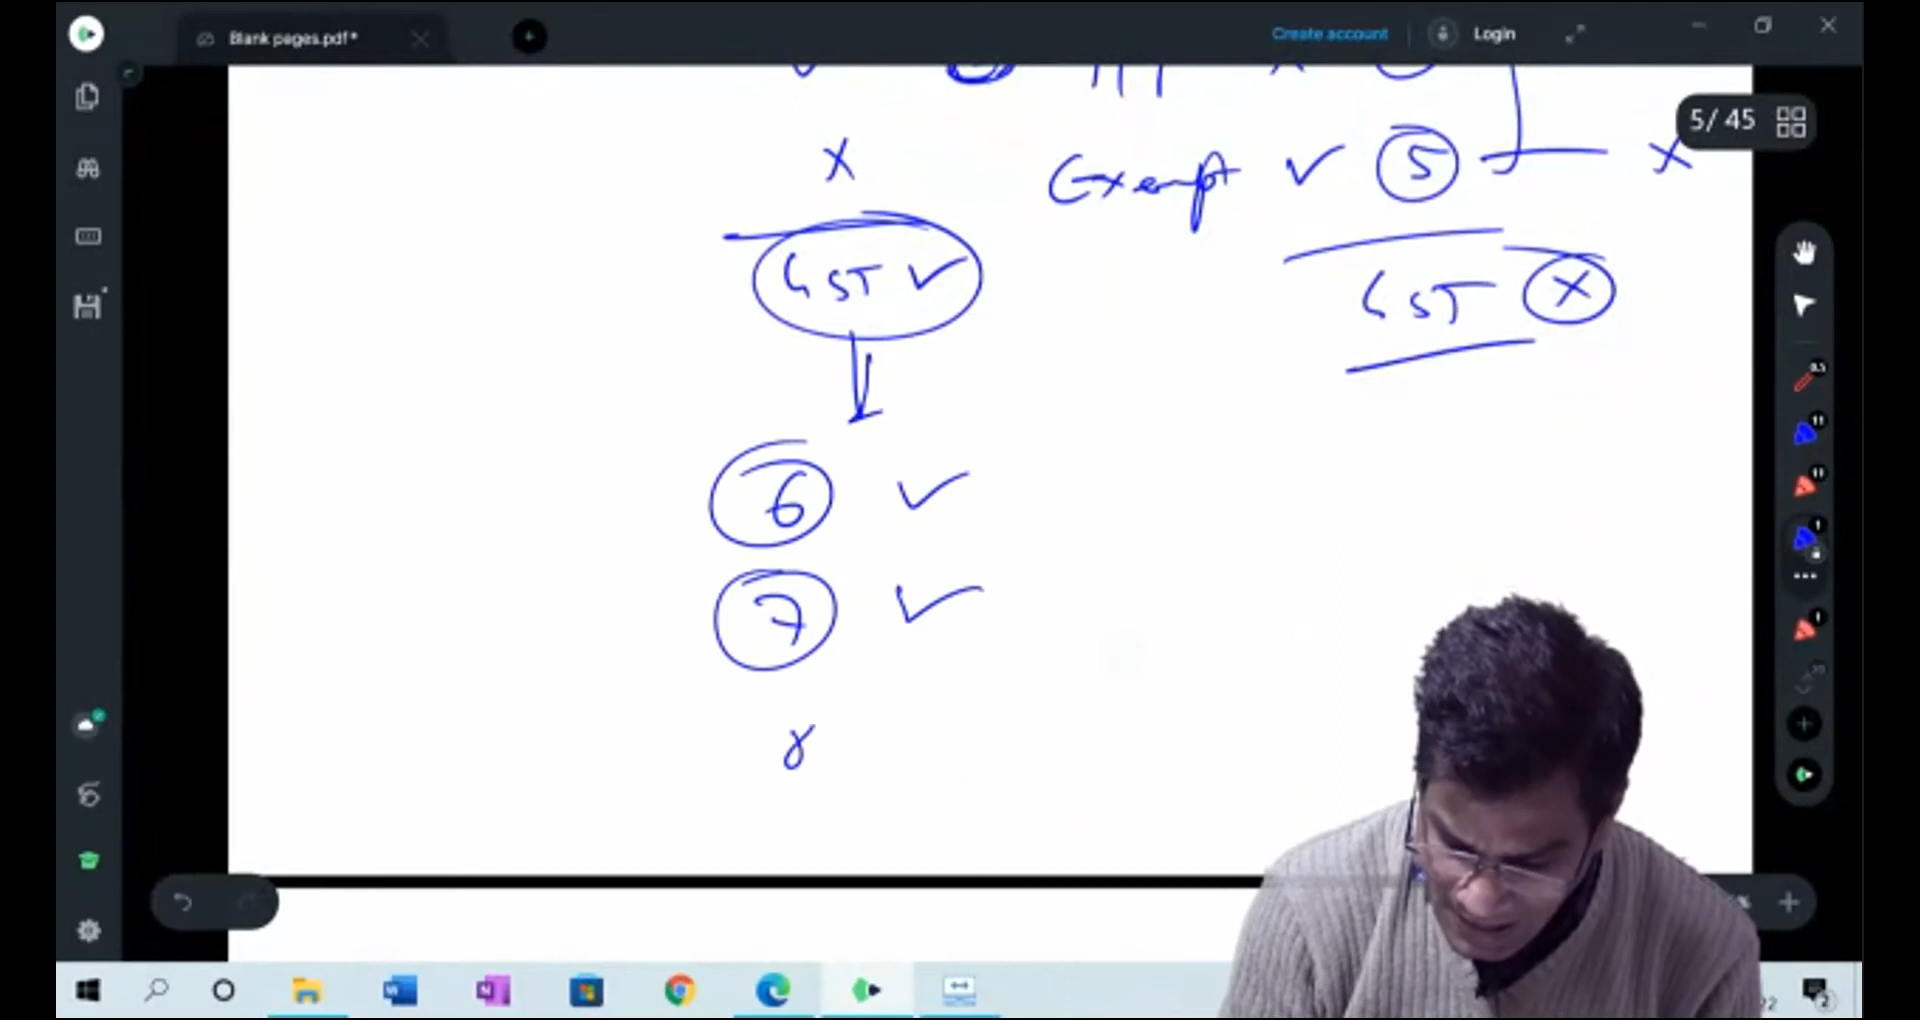 Blank pages.pdf*
Create account
Login
5/ 45
X
X
Exempt ✓ 5
X
GST ✓
GST X
6 ✓
7 ✓
8